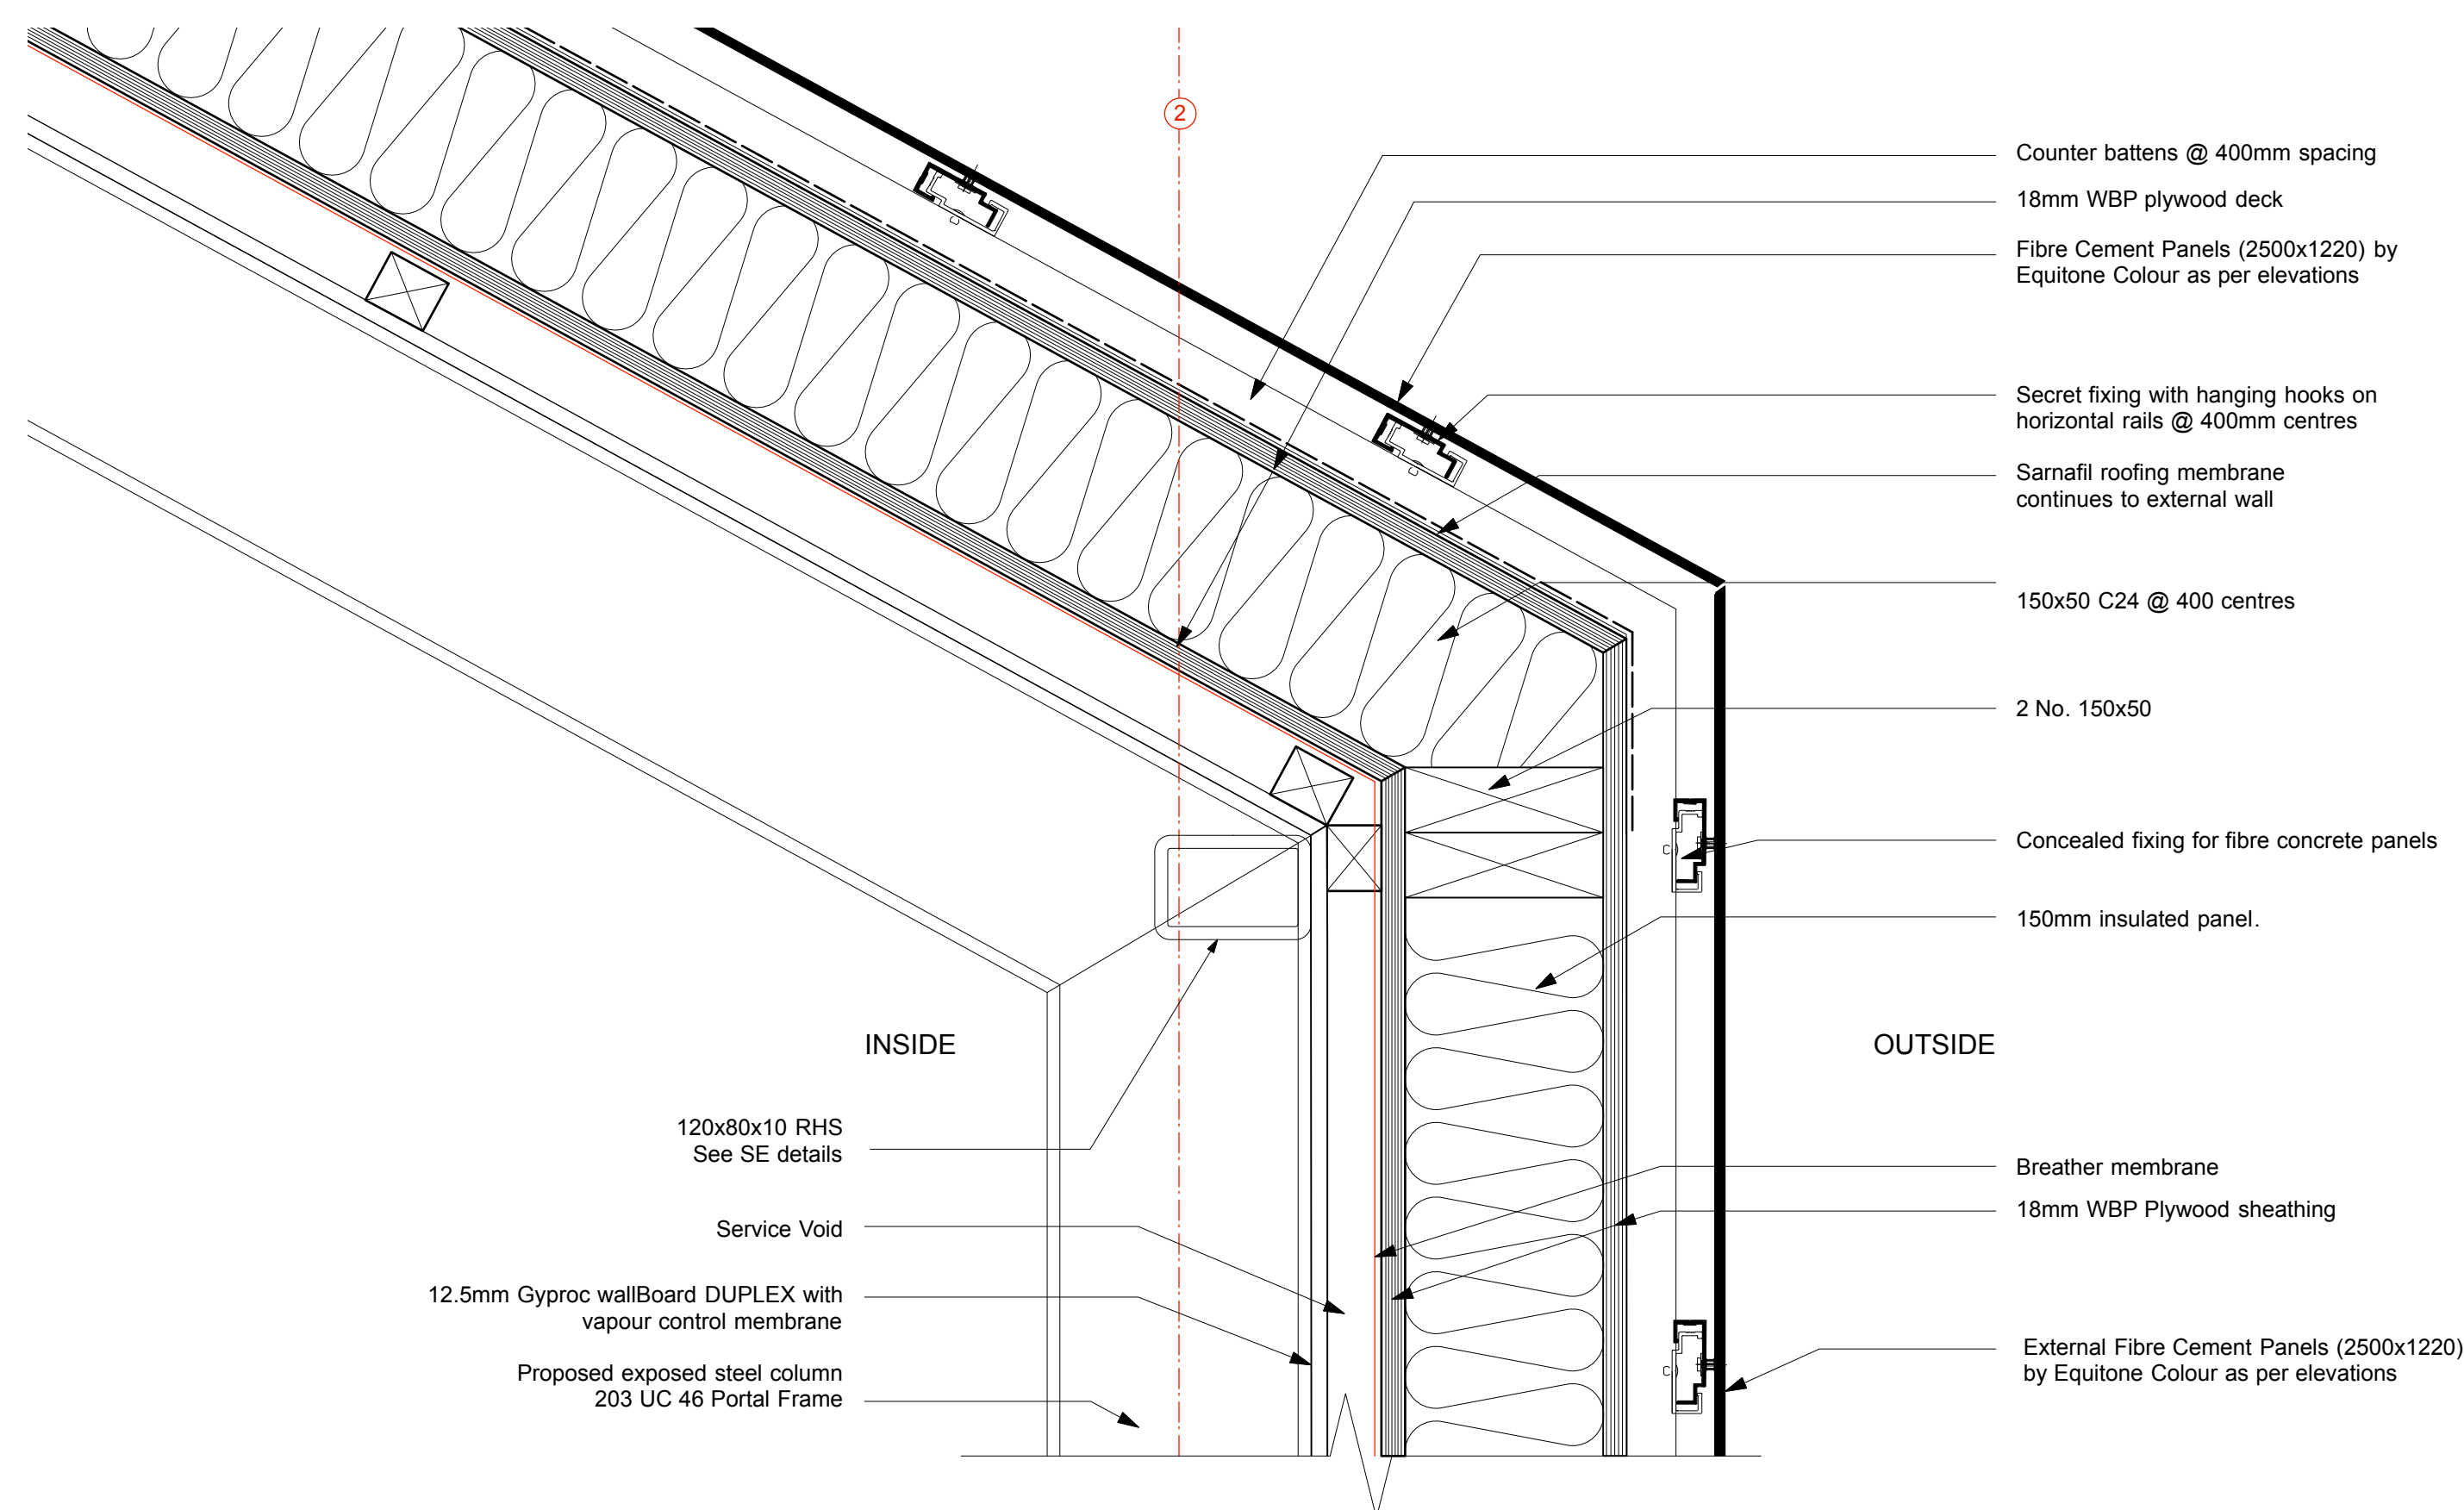 2
Counter battens @ 400mm spacing
18mm WBP plywood deck
Fibre Cement Panels (2500x1220) by
Equitone Colour as per elevations
Secret fixing with hanging hooks on
horizontal rails @ 400mm centres
Sarnafil roofing membrane
continues to external wall
150x50 C24 @ 400 centres
2 No. 150x50
Concealed fixing for fibre concrete panels
150mm insulated panel.
INSIDE
OUTSIDE
120x80x10 RHS
See SE details
Breather membrane
18mm WBP Plywood sheathing
Service Void
12.5mm Gyproc wallBoard DUPLEX with
vapour control membrane
External Fibre Cement Panels (2500x1220)
by Equitone Colour as per elevations
Proposed exposed steel column
203 UC 46 Portal Frame